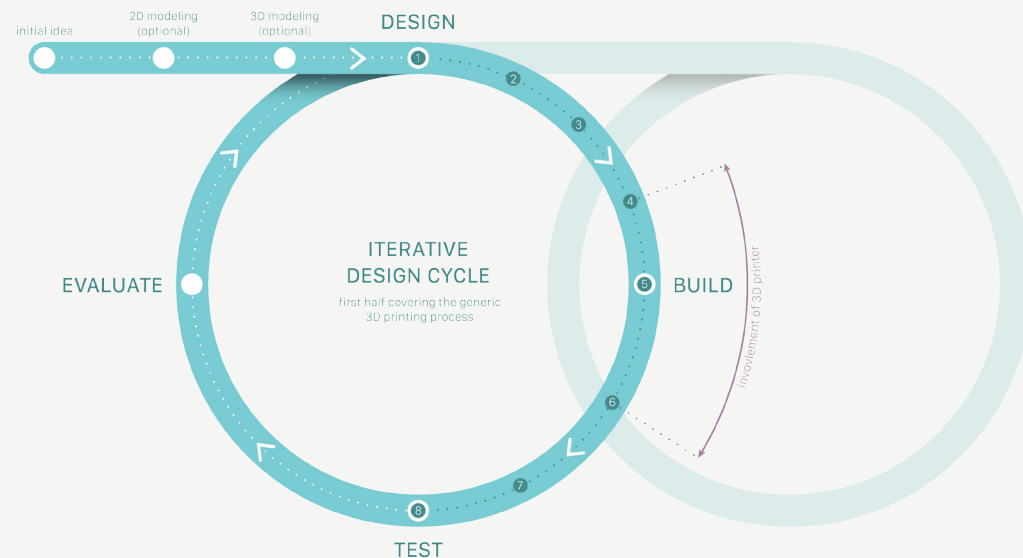 initial idea
2D modeling
(optional)
3D modeling
(optional)
DESIGN
1
2
3
4
5
6
7
8
ITERATIVE
DESIGN CYCLE
first half covering the generic
3D printing process
EVALUATE
BUILD
invovlement of 3D printer
TEST